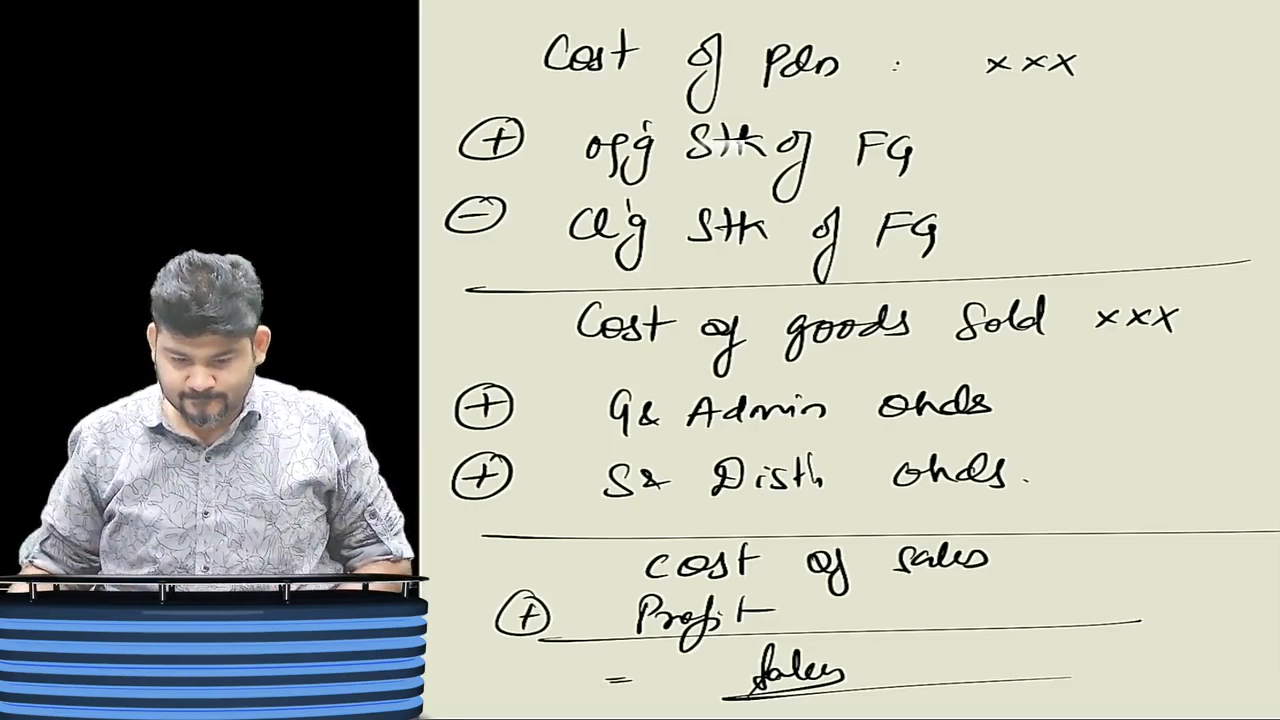 Cost of Pdn : xxx
+ opg Stk of FG
- Clg Stk of FG
Cost of goods Sold xxx
+ G& Admin Ohds
+ S& Distn Ohds.
Cost of sales
+ Profit
= Sales